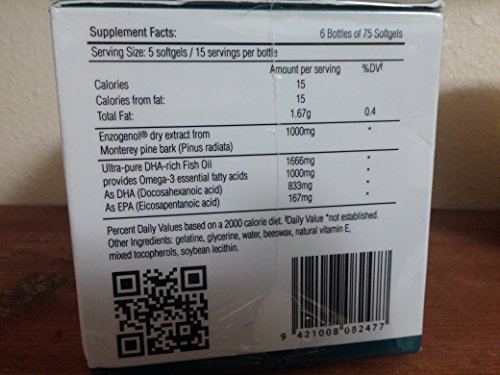 Supplement Facts: 6 Bottles of 75 Softgels
Serving Size: 5 softgels / 15 servings per bottle
Amount per serving %DV†
Calories 15
Calories from fat: 15
Total Fat: 1.67g 0.4
Enzogenol® dry extract from 1000mg *
Monterey pine bark (Pinus radiata)
Ultra-pure DHA-rich Fish Oil 1666mg *
provides Omega-3 essential fatty acids 1000mg *
As DHA (Docosahexanoic acid) 833mg *
As EPA (Eicosapentanoic acid) 167mg *
Percent Daily Values based on a 2000 calorie diet. †Daily Value *not established.
Other Ingredients: gelatine, glycerine, water, beeswax, natural vitamin E,
mixed tocopherols, soybean lecithin.
9 421008 082477